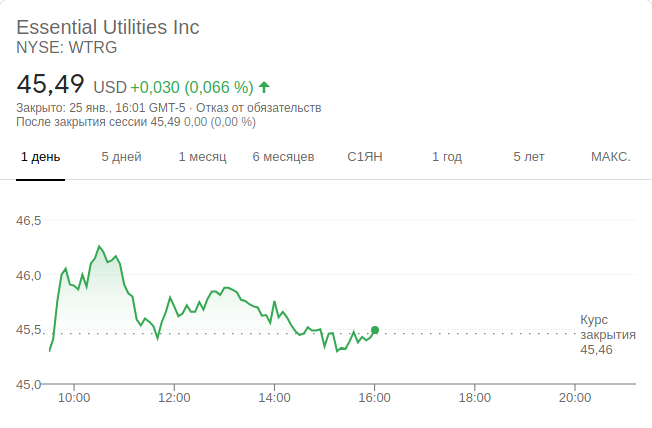 Essential Utilities Inc
NYSE: WTRG
45,49 USD +0,030 (0,066 %)
Закрыто: 25 янв., 16:01 GMT-5 · Отказ от обязательств
После закрытия сессии 45,49 0,00 (0,00 %)
1 день 5 дней 1 месяц 6 месяцев С1ЯН 1 год 5 лет МАКС.
46,5
46,0
45,5
45,0
Курс
закрытия
45,46
10:00 12:00 14:00 16:00 18:00 20:00